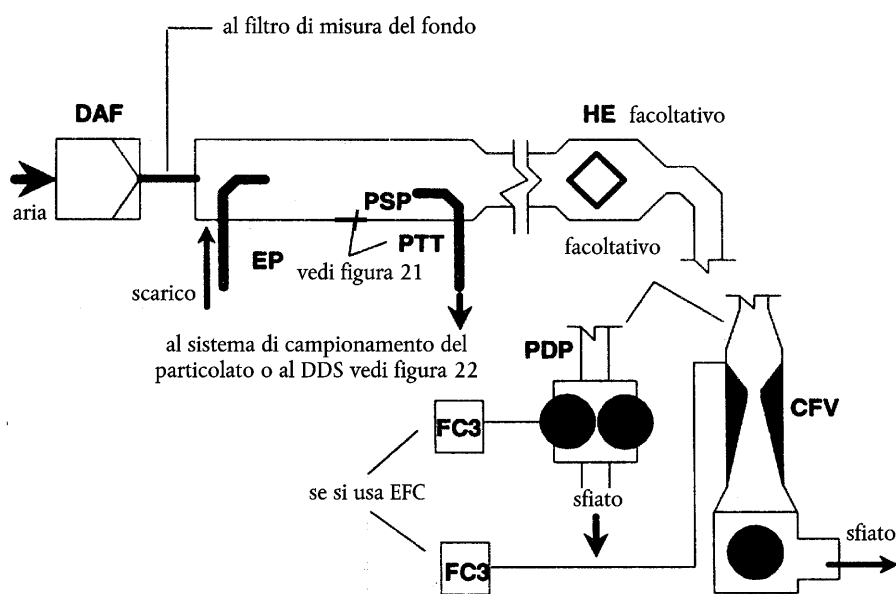 al filtro di misura del fondo
DAF
HE facoltativo
aria
PSP
PTT
EP
vedi figura 21
scarico
facoltativo
al sistema di campionamento del
particolato o al DDS vedi figura 22
PDP
CFV
FC3
se si usa EFC
sfiato
sfiato
FC3